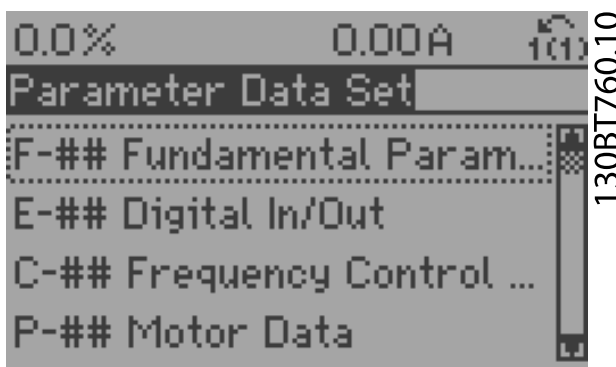 0.0% 0.00A 1(1)
Parameter Data Set
F-## Fundamental Param...
E-## Digital In/Out
C-## Frequency Control ...
P-## Motor Data
130BT760.10